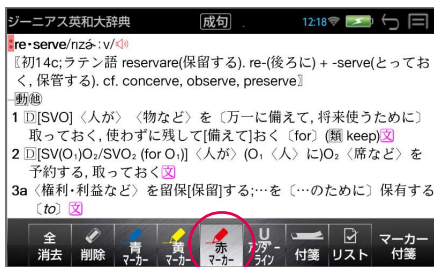 ジーニアス英和大辞典 成句 12:18
re・serve/rɪzə́ːv/
〖初14c;ラテン語 reservare(保留する). re-(後ろに) + -serve(とってお
く, 保管する). cf. concerve, observe, preserve〗
―動他
1 D[SVO]〈人が〉〈物など〉を〔万一に備えて, 将来使うために〕
取っておく, 使わずに残して[備えて]おく〔for〕(類 keep)文
2 D[SV(O₁)O₂/SVO₂ (for O₁)]〈人が〉(O₁〈人〉に)O₂〈席など〉を
予約する, 取っておく文
3a〈権利・利益など〉を留保[保留]する;…を〔…のために〕保有する
〔to〕文
全消去 削除 青マーカー 黄マーカー 赤マーカー U アンダーライン 付箋 リスト マーカー付箋